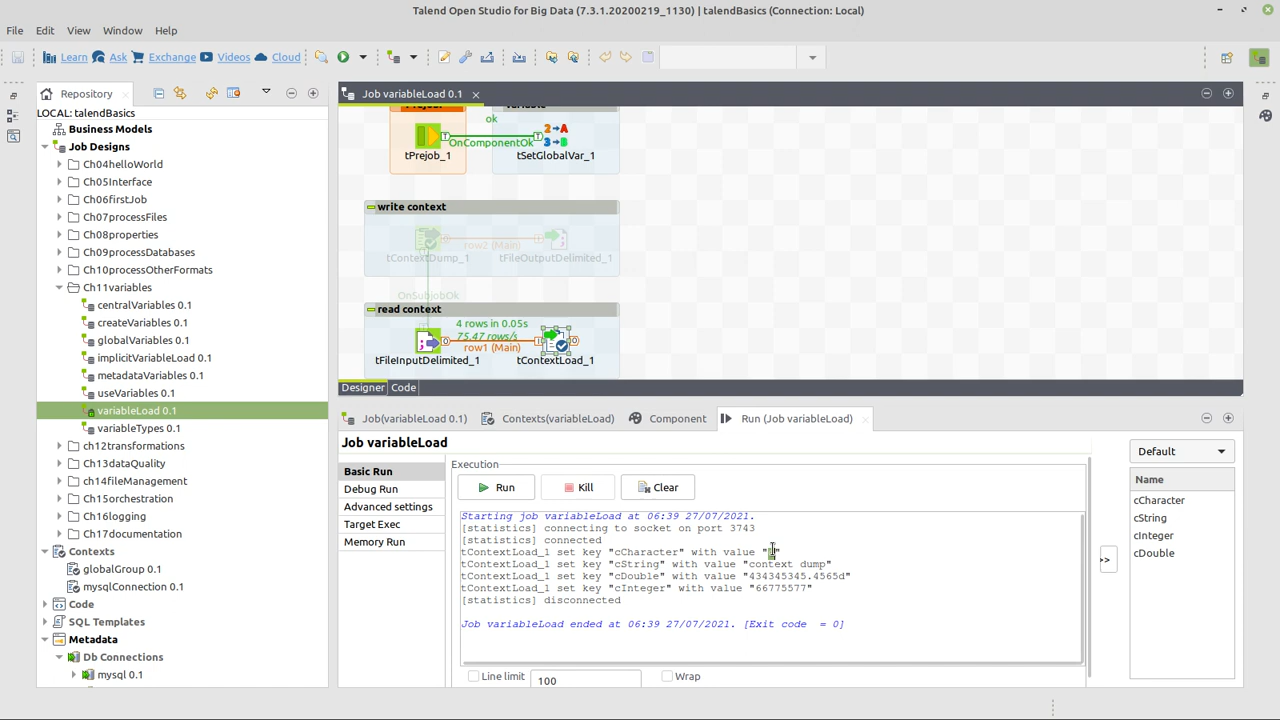 Talend Open Studio for Big Data (7.3.1.20200219_1130) | talendBasics (Connection: Local)
File Edit View Window Help
Learn Ask Exchange Videos Cloud
Repository
LOCAL: talendBasics
Business Models
Job Designs
Ch04helloWorld
Ch05Interface
Ch06firstJob
Ch07processFiles
Ch08properties
Ch09processDatabases
Ch10processOtherFormats
Ch11variables
centralVariables 0.1
createVariables 0.1
globalVariables 0.1
implicitVariableLoad 0.1
metadataVariables 0.1
useVariables 0.1
variableLoad 0.1
variableTypes 0.1
ch12transformations
Ch13dataQuality
ch14fileManagement
Ch15orchestration
Ch16logging
Ch17documentation
Contexts
globalGroup 0.1
mysqlConnection 0.1
Code
SQL Templates
Metadata
Db Connections
mysql 0.1
Job variableLoad 0.1
ok
OnComponentOk
tPrejob_1
tSetGlobalVar_1
write context
row2 (Main)
tContextDump_1
tFileOutputDelimited_1
OnSubjobOk
read context
4 rows in 0.05s
75.47 rows/s
row1 (Main)
tFileInputDelimited_1
tContextLoad_1
Designer Code
Job(variableLoad 0.1) Contexts(variableLoad) Component Run (Job variableLoad)
Job variableLoad
Basic Run
Debug Run
Advanced settings
Target Exec
Memory Run
Execution
Run Kill Clear
Starting job variableLoad at 06:39 27/07/2021.
[statistics] connecting to socket on port 3743
[statistics] connected
tContextLoad_1 set key "cCharacter" with value "
tContextLoad_1 set key "cString" with value "context dump"
tContextLoad_1 set key "cDouble" with value "434345345.4565d"
tContextLoad_1 set key "cInteger" with value "66775577"
[statistics] disconnected
Job variableLoad ended at 06:39 27/07/2021. [Exit code  = 0]
Line limit 100 Wrap
>>
Default
Name
cCharacter
cString
cInteger
cDouble